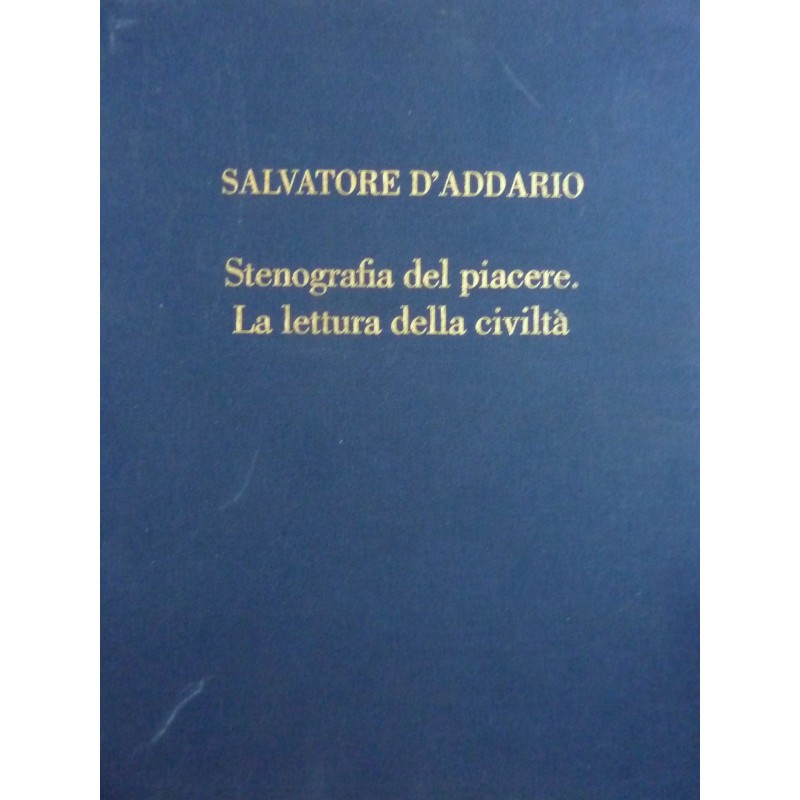 SALVATORE D'ADDARIO
Stenografia del piacere.
La lettura della civiltà